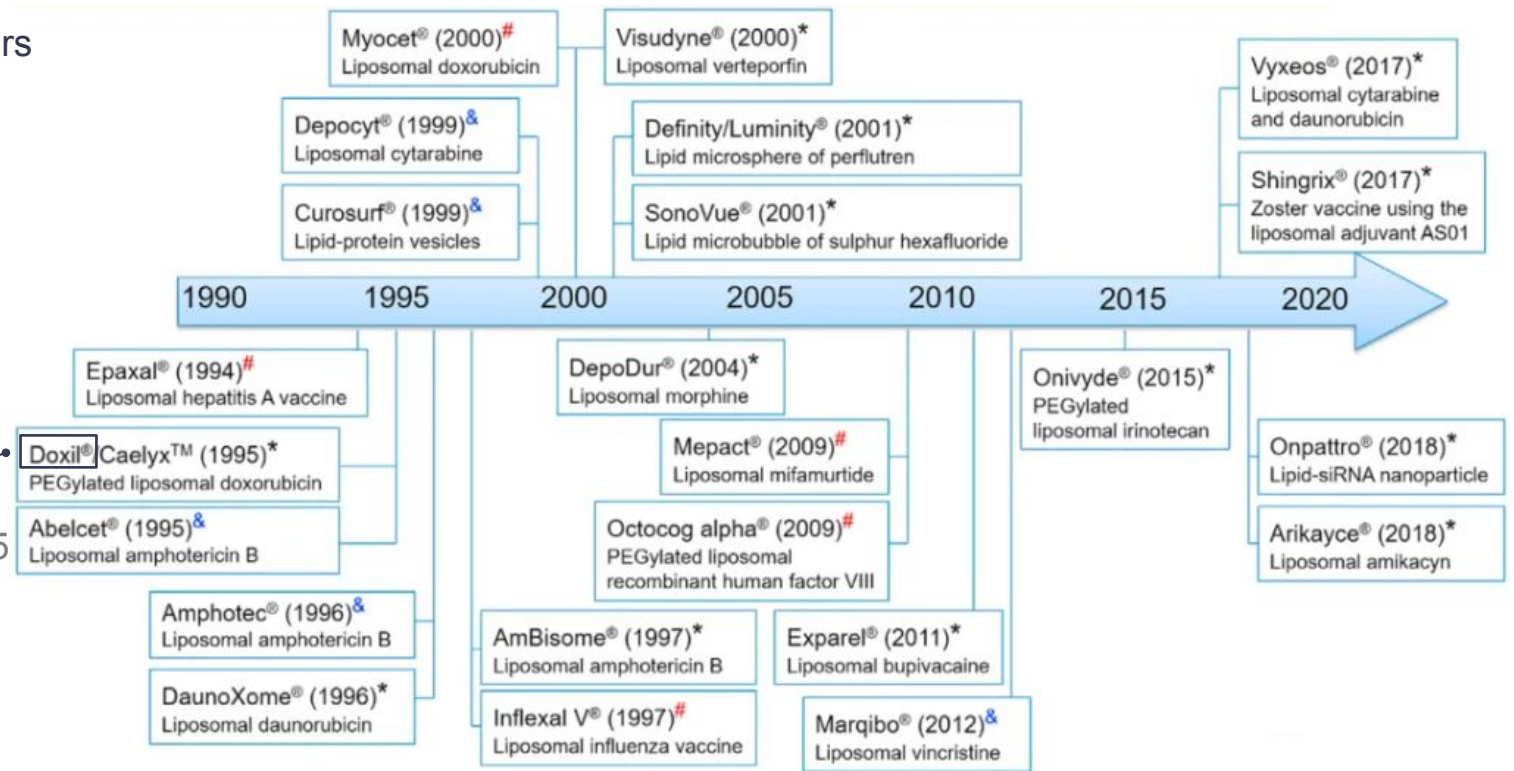 rs
Myocet® (2000)#
Liposomal doxorubicin
Visudyne® (2000)*
Liposomal verteporfin
Vyxeos® (2017)*
Liposomal cytarabine
and daunorubicin
Depocyt® (1999)&
Liposomal cytarabine
Definity/Luminity® (2001)*
Lipid microsphere of perflutren
Shingrix® (2017)*
Zoster vaccine using the
liposomal adjuvant AS01
Curosurf® (1999)&
Lipid-protein vesicles
SonoVue® (2001)*
Lipid microbubble of sulphur hexafluoride
1990 1995 2000 2005 2010 2015 2020
Epaxal® (1994)#
Liposomal hepatitis A vaccine
DepoDur® (2004)*
Liposomal morphine
Onivyde® (2015)*
PEGylated
liposomal irinotecan
Doxil®/Caelyx™ (1995)*
PEGylated liposomal doxorubicin
Mepact® (2009)#
Liposomal mifamurtide
Onpattro® (2018)*
Lipid-siRNA nanoparticle
5
Abelcet® (1995)&
Liposomal amphotericin B
Octocog alpha® (2009)#
PEGylated liposomal
recombinant human factor VIII
Arikayce® (2018)*
Liposomal amikacyn
Amphotec® (1996)&
Liposomal amphotericin B
AmBisome® (1997)*
Liposomal amphotericin B
Exparel® (2011)*
Liposomal bupivacaine
DaunoXome® (1996)*
Liposomal daunorubicin
Inflexal V® (1997)#
Liposomal influenza vaccine
Marqibo® (2012)&
Liposomal vincristine